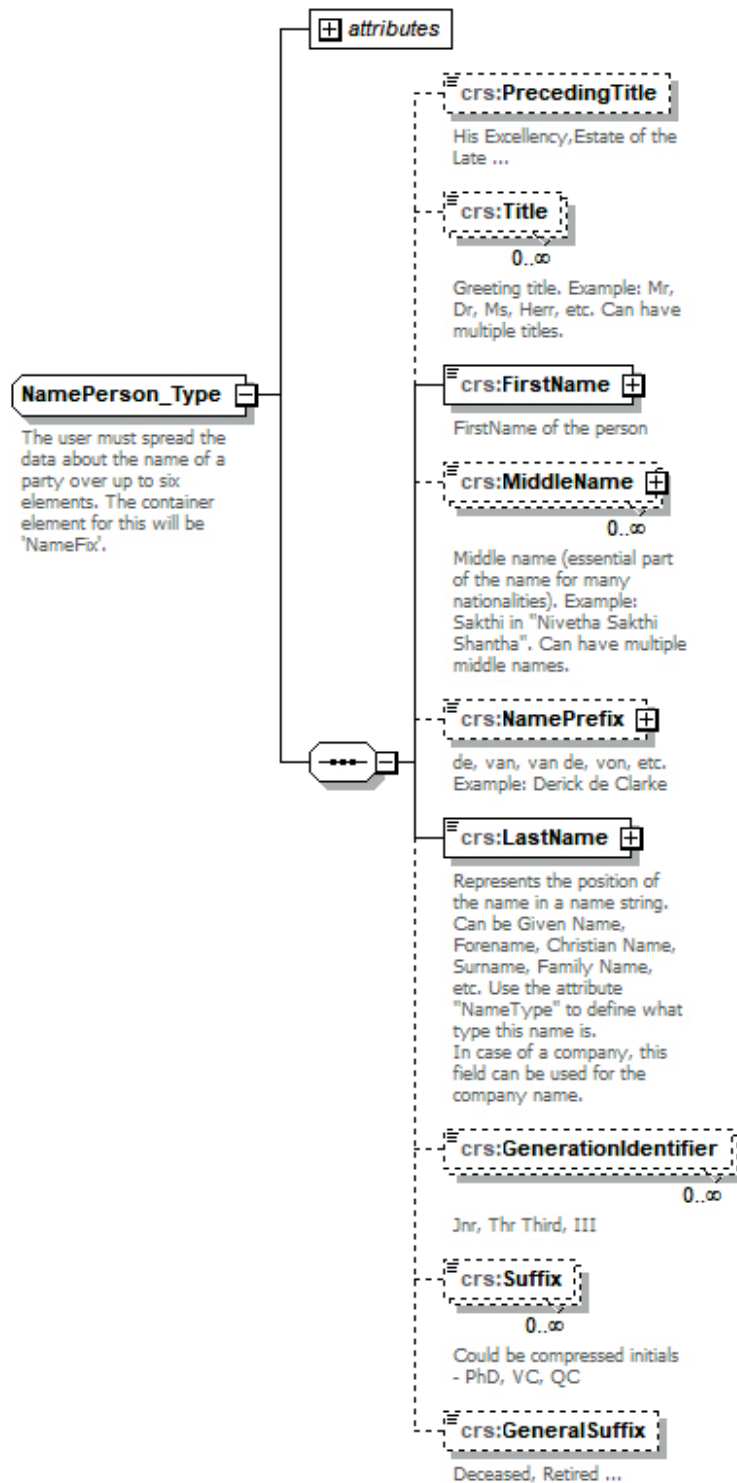 attributes
crs:PrecedingTitle
His Excellency,Estate of the
Late ...
crs:Title
0..∞
Greeting title. Example: Mr,
Dr, Ms, Herr, etc. Can have
multiple titles.
NamePerson_Type
The user must spread the
data about the name of a
party over up to six
elements. The container
element for this will be
'NameFix'.
crs:FirstName
FirstName of the person
crs:MiddleName
0..∞
Middle name (essential part
of the name for many
nationalities). Example:
Sakthi in "Nivetha Sakthi
Shantha". Can have multiple
middle names.
crs:NamePrefix
de, van, van de, von, etc.
Example: Derick de Clarke
crs:LastName
Represents the position of
the name in a name string.
Can be Given Name,
Forename, Christian Name,
Surname, Family Name,
etc. Use the attribute
"NameType" to define what
type this name is.
In case of a company, this
field can be used for the
company name.
crs:GenerationIdentifier
0..∞
Jnr, Thr Third, III
crs:Suffix
0..∞
Could be compressed initials
- PhD, VC, QC
crs:GeneralSuffix
Deceased, Retired ...